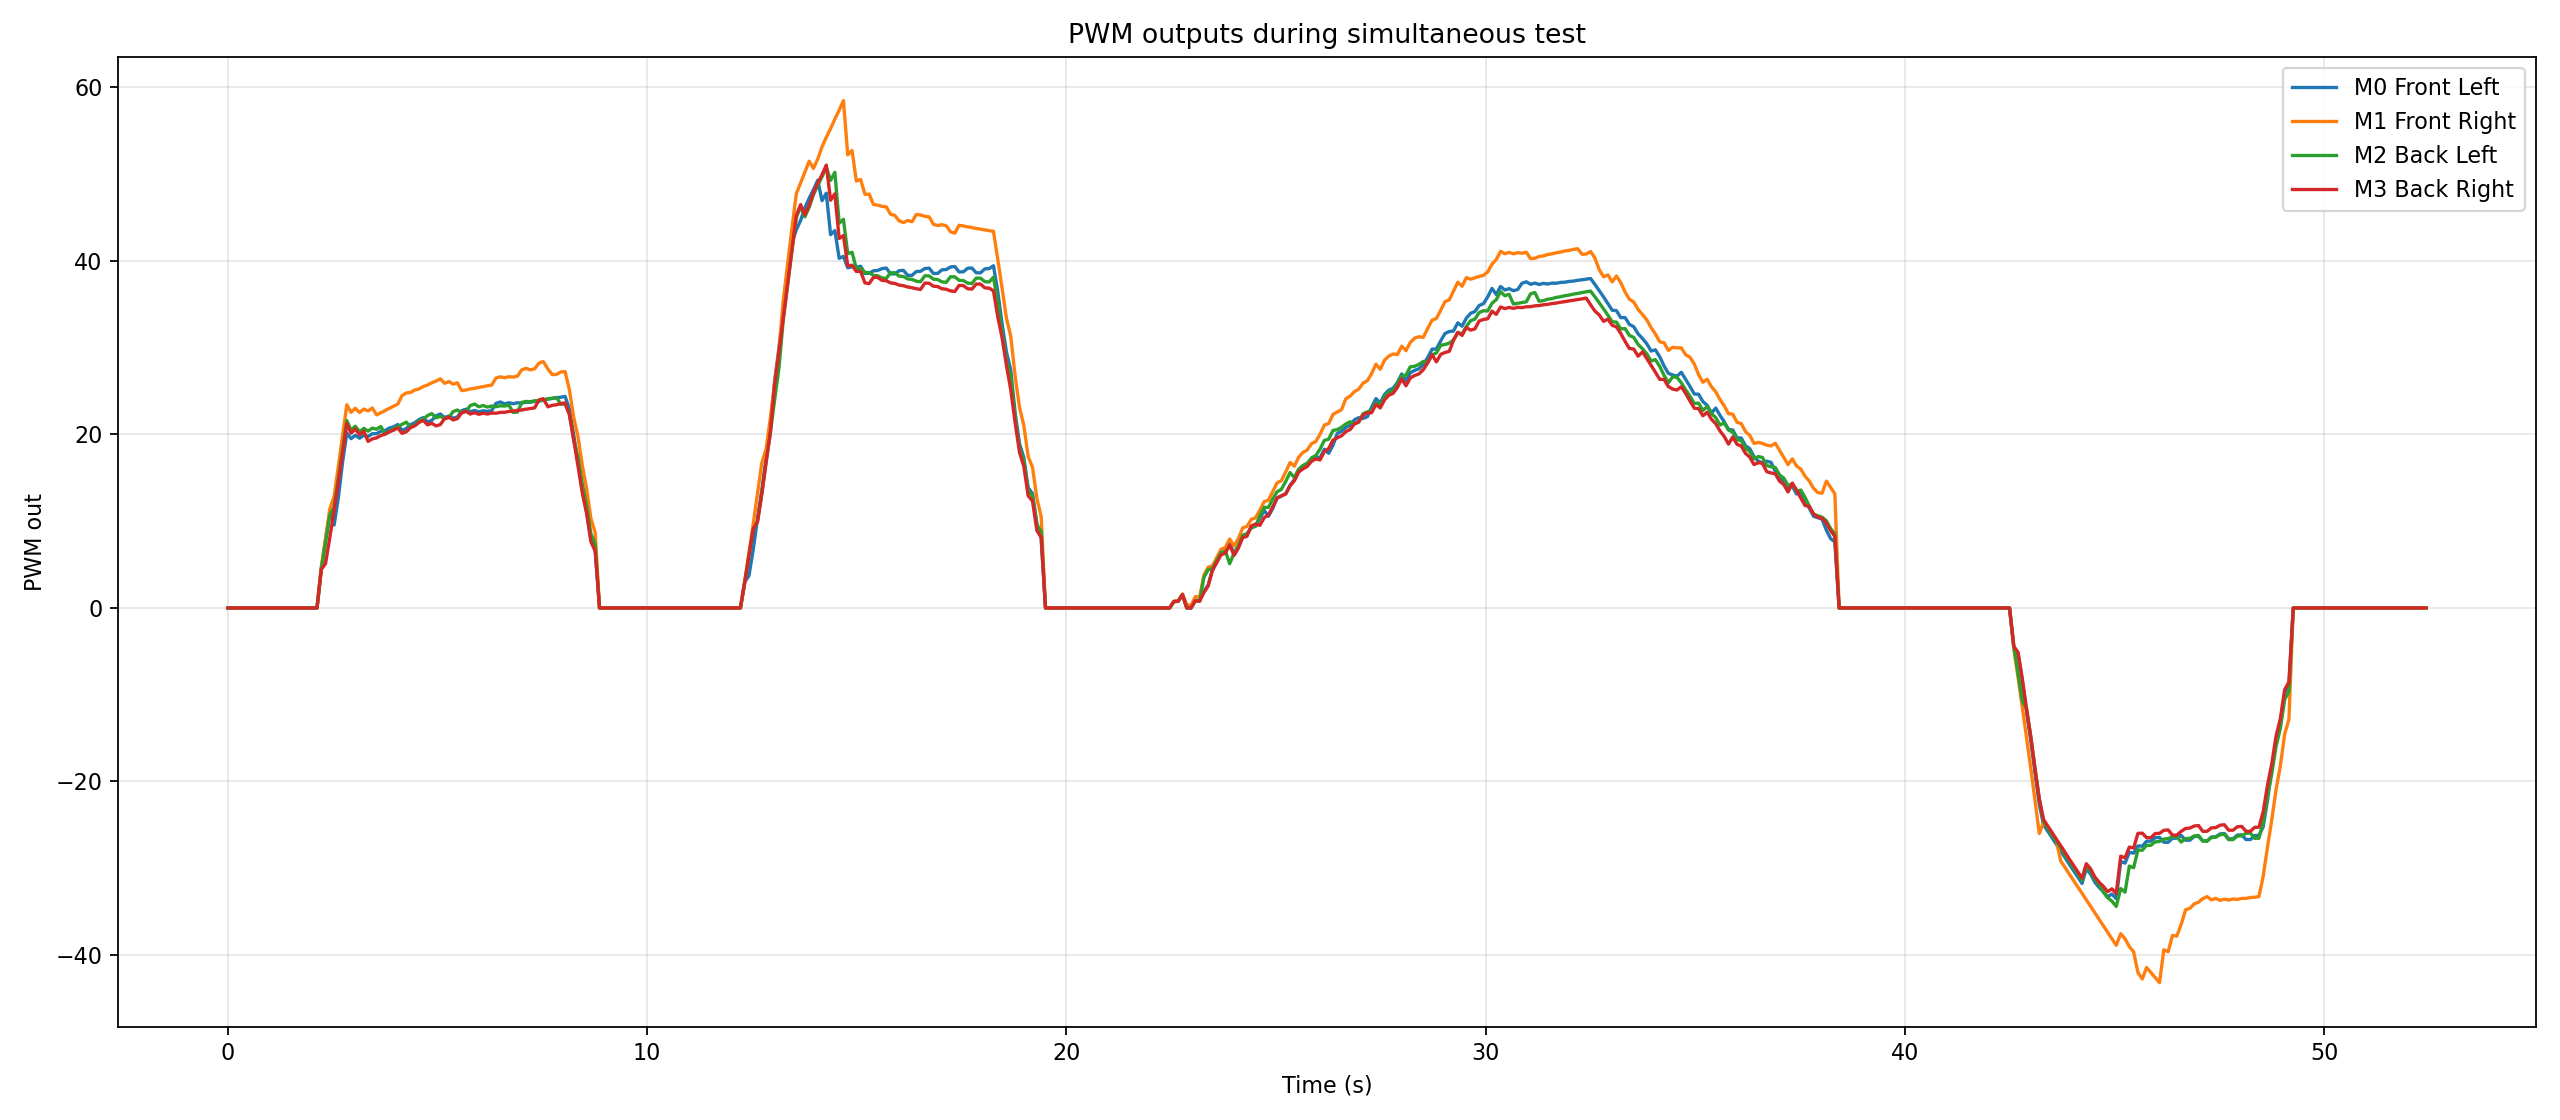 PWM outputs during simultaneous test
60
40
20
0
−20
−40
PWM out
M0 Front Left
M1 Front Right
M2 Back Left
M3 Back Right
0
10
20
30
40
50
Time (s)